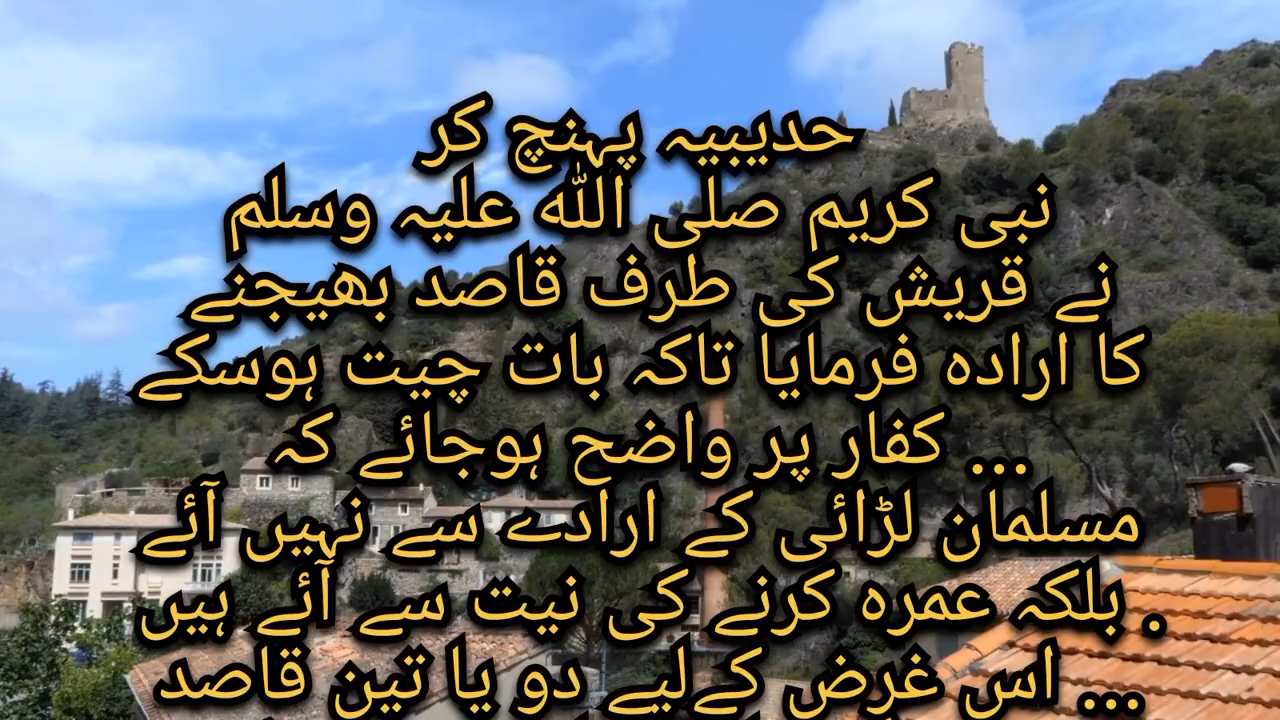 حدیبیہ پہنچ کر
نبی کریم صلی اللہ علیہ وسلم
نے قریش کی طرف قاصد بھیجنے
کا ارادہ فرمایا تاکہ بات چیت ہوسکے
... کفار پر واضح ہوجائے کہ
مسلمان لڑائی کے ارادے سے نہیں آئے
. بلکہ عمرہ کرنے کی نیت سے آئے ہیں
... اس غرض کےلیے دو یا تین قاصد